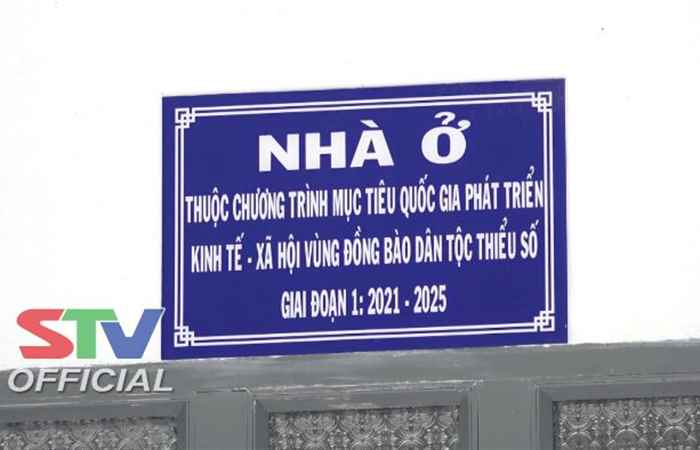 NHÀ Ở
THUỘC CHƯƠNG TRÌNH MỤC TIÊU QUỐC GIA PHÁT TRIỂN
KINH TẾ - XÃ HỘI VÙNG ĐỒNG BÀO DÂN TỘC THIỂU SỐ
GIAI ĐOẠN 1: 2021 - 2025
STV
OFFICIAL